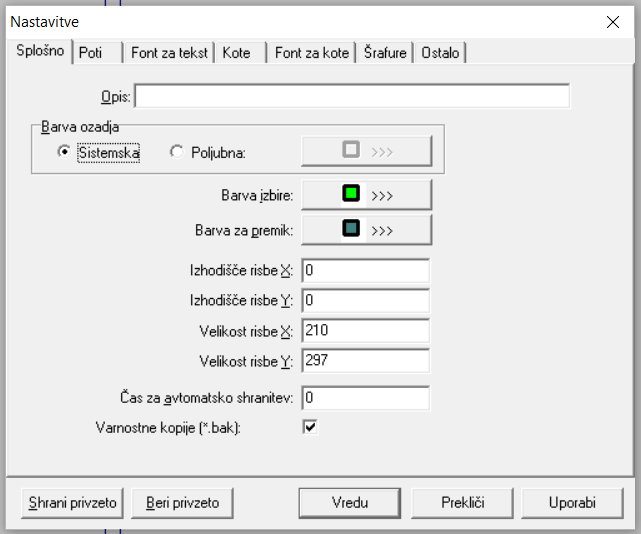 Nastavitve
Splošno Poti Font za tekst Kote Font za kote Šrafure Ostalo
Opis:
Barva ozadja
Sistemska Poljubna: >>>
Barva izbire: >>>
Barva za premik: >>>
Izhodišče risbe X: 0
Izhodišče risbe Y: 0
Velikost risbe X: 210
Velikost risbe Y: 297
Čas za avtomatsko shranitev: 0
Varnostne kopije (*.bak):
Shrani privzeto Beri privzeto Vredu Prekliči Uporabi